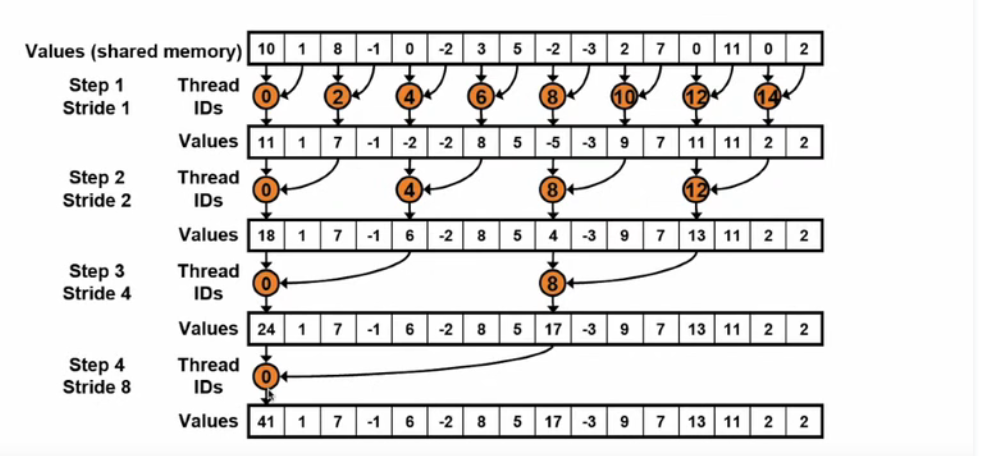 Values (shared memory) 10 1 8 -1 0 -2 3 5 -2 -3 2 7 0 11 0 2
Step 1 Thread 0 2 4 6 8 10 12 14
Stride 1 IDs
Values 11 1 7 -1 -2 -2 8 5 -5 -3 9 7 11 11 2 2
Step 2 Thread 0 4 8 12
Stride 2 IDs
Values 18 1 7 -1 6 -2 8 5 4 -3 9 7 13 11 2 2
Step 3 Thread 0 8
Stride 4 IDs
Values 24 1 7 -1 6 -2 8 5 17 -3 9 7 13 11 2 2
Step 4 Thread 0
Stride 8 IDs
Values 41 1 7 -1 6 -2 8 5 17 -3 9 7 13 11 2 2